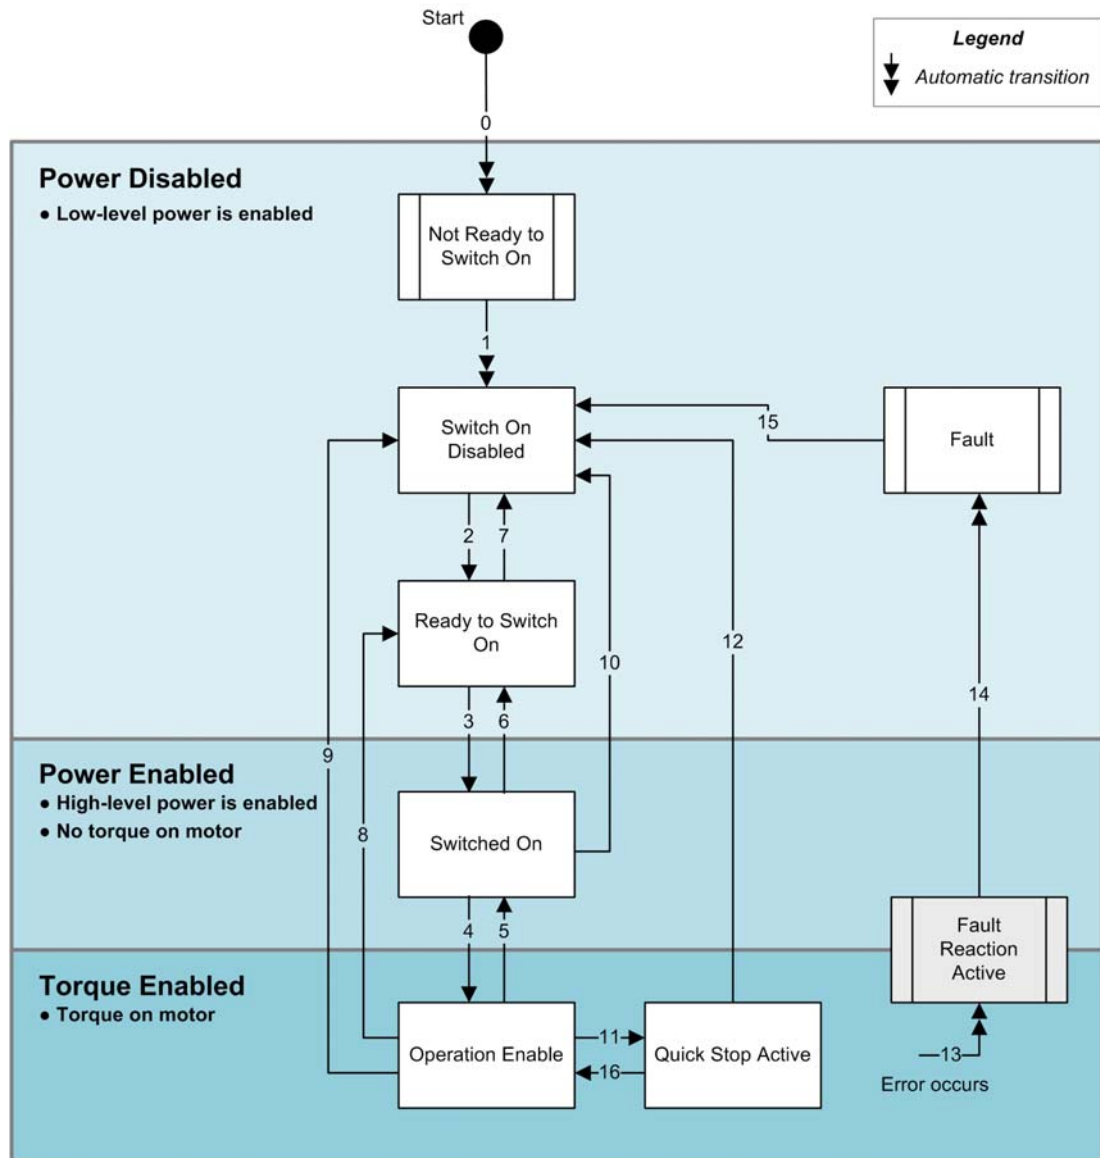 Start
Legend
Automatic transition
0
Power Disabled
● Low-level power is enabled
Not Ready to
Switch On
1
Switch On
Disabled
15
Fault
2
7
Ready to Switch
On
10
12
14
3
6
9
Power Enabled
● High-level power is enabled
● No torque on motor
8
Switched On
4
5
Fault
Reaction
Active
Torque Enabled
● Torque on motor
Operation Enable
11
16
Quick Stop Active
13
Error occurs